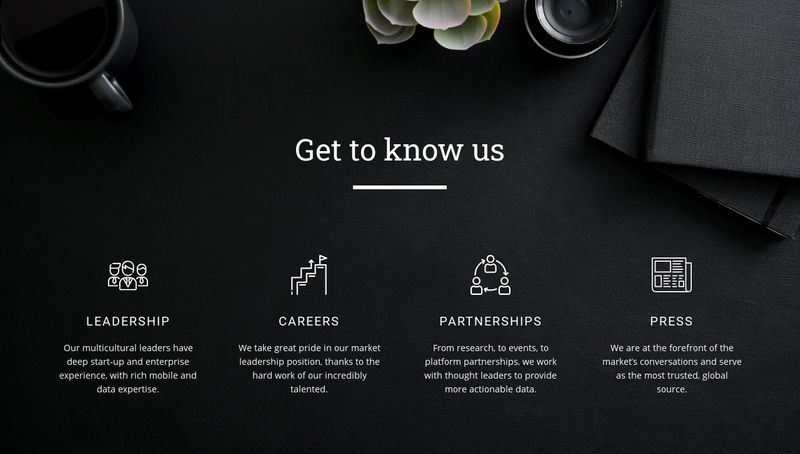 Get to know us
LEADERSHIP
Our multicultural leaders have
deep start-up and enterprise
experience, with rich mobile and
data expertise.
CAREERS
We take great pride in our market
leadership position, thanks to the
hard work of our incredibly
talented.
PARTNERSHIPS
From research, to events, to
platform partnerships, we work
with thought leaders to provide
more actionable data.
PRESS
We are at the forefront of the
market's conversations and serve
as the most trusted, global
source.